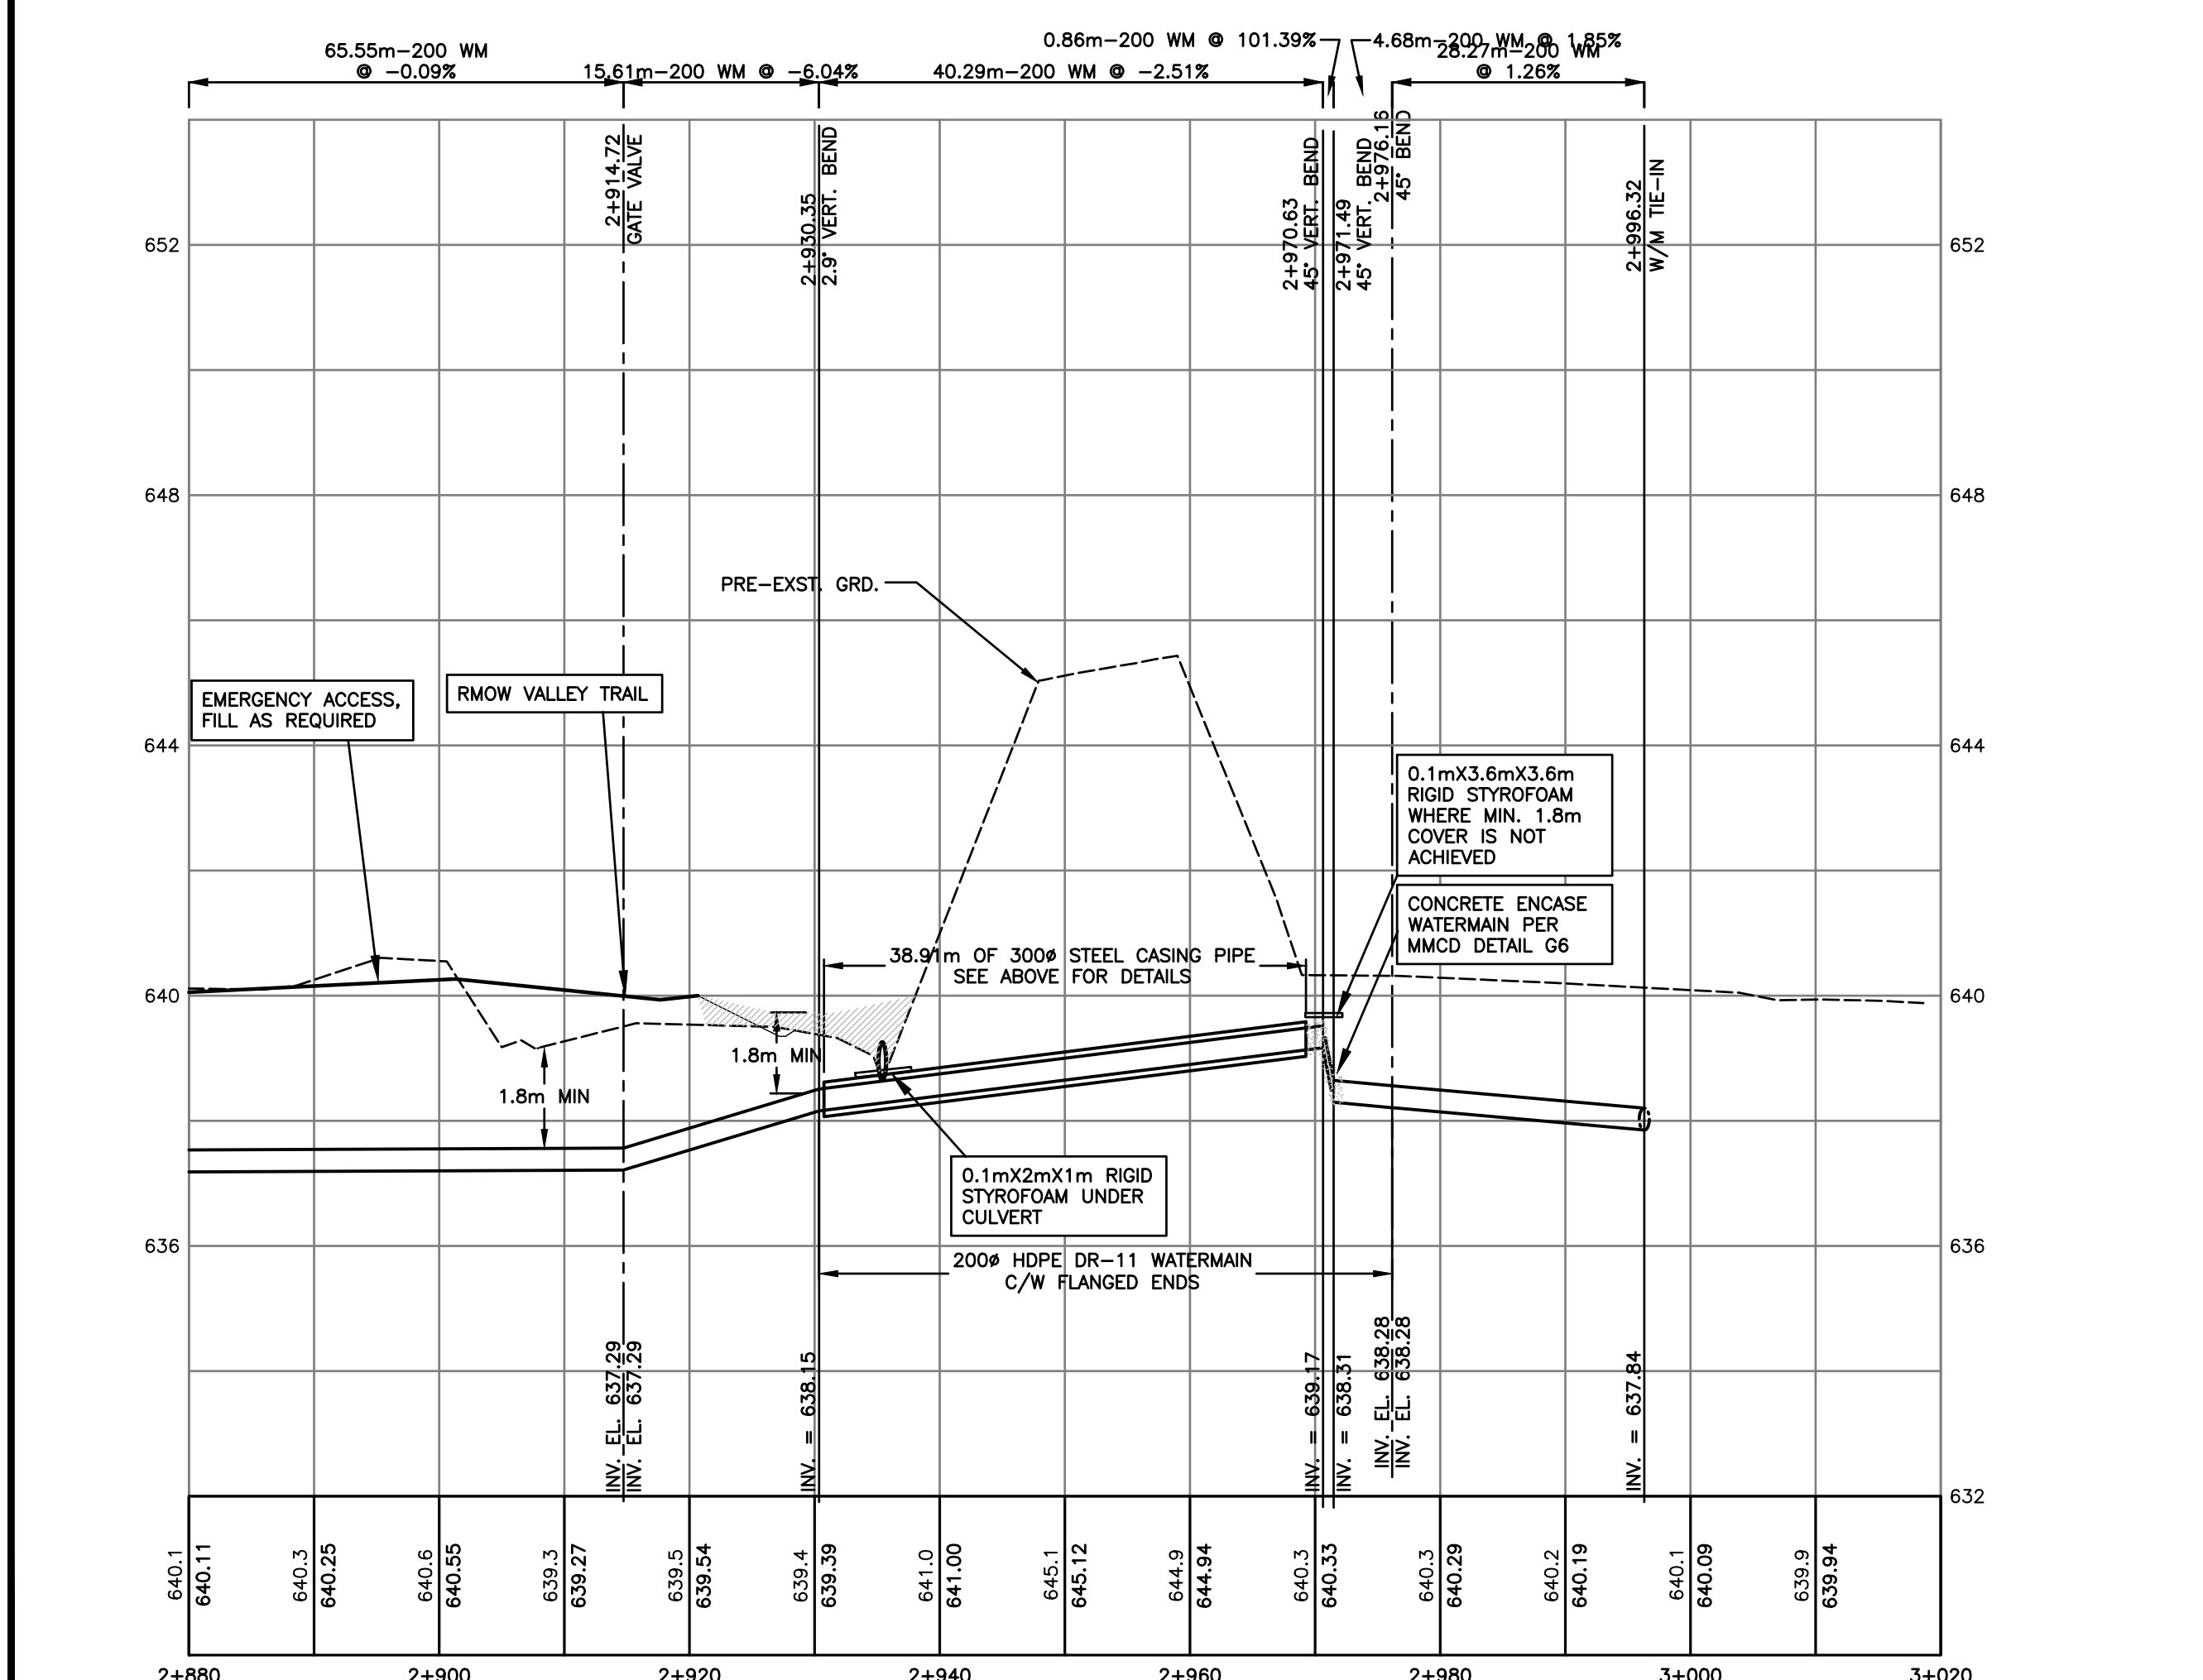 0.86m-200 WM @ 101.39%
4.68m-200 WM @ 1.85%
65.55m-200 WM
@ -0.09%
15.61m-200 WM @ -6.04%
40.29m-200 WM @ -2.51%
28.27m-200 WM
@ 1.26%
2+914.72
GATE VALVE
2+930.35
2.9° VERT. BEND
2+970.63
45° VERT. BEND
2+971.49
45° VERT. BEND
2+976.16
45° BEND
2+996.32
W/M TIE-IN
652
652
648
648
PRE-EXST. GRD.
EMERGENCY ACCESS,
FILL AS REQUIRED
RMOW VALLEY TRAIL
644
644
0.1mX3.6mX3.6m
RIGID STYROFOAM
WHERE MIN. 1.8m
COVER IS NOT
ACHIEVED
CONCRETE ENCASE
WATERMAIN PER
MMCD DETAIL G6
38.91m OF 300ø STEEL CASING PIPE
SEE ABOVE FOR DETAILS
640
640
1.8m MIN
1.8m MIN
0.1mX2mX1m RIGID
STYROFOAM UNDER
CULVERT
636
636
200ø HDPE DR-11 WATERMAIN
C/W FLANGED ENDS
INV. EL. 637.29
INV. EL. 637.29
INV. = 638.15
INV. = 639.17
INV. = 638.31
INV. EL. 638.28
INV. EL. 638.28
INV. = 637.84
632
640.1
640.11
640.3
640.25
640.6
640.55
639.3
639.27
639.5
639.54
639.4
639.39
641.0
641.00
645.1
645.12
644.9
644.94
640.3
640.33
640.3
640.29
640.2
640.19
640.1
640.09
639.9
639.94
2+880
2+900
2+920
2+940
2+960
2+980
3+000
3+020